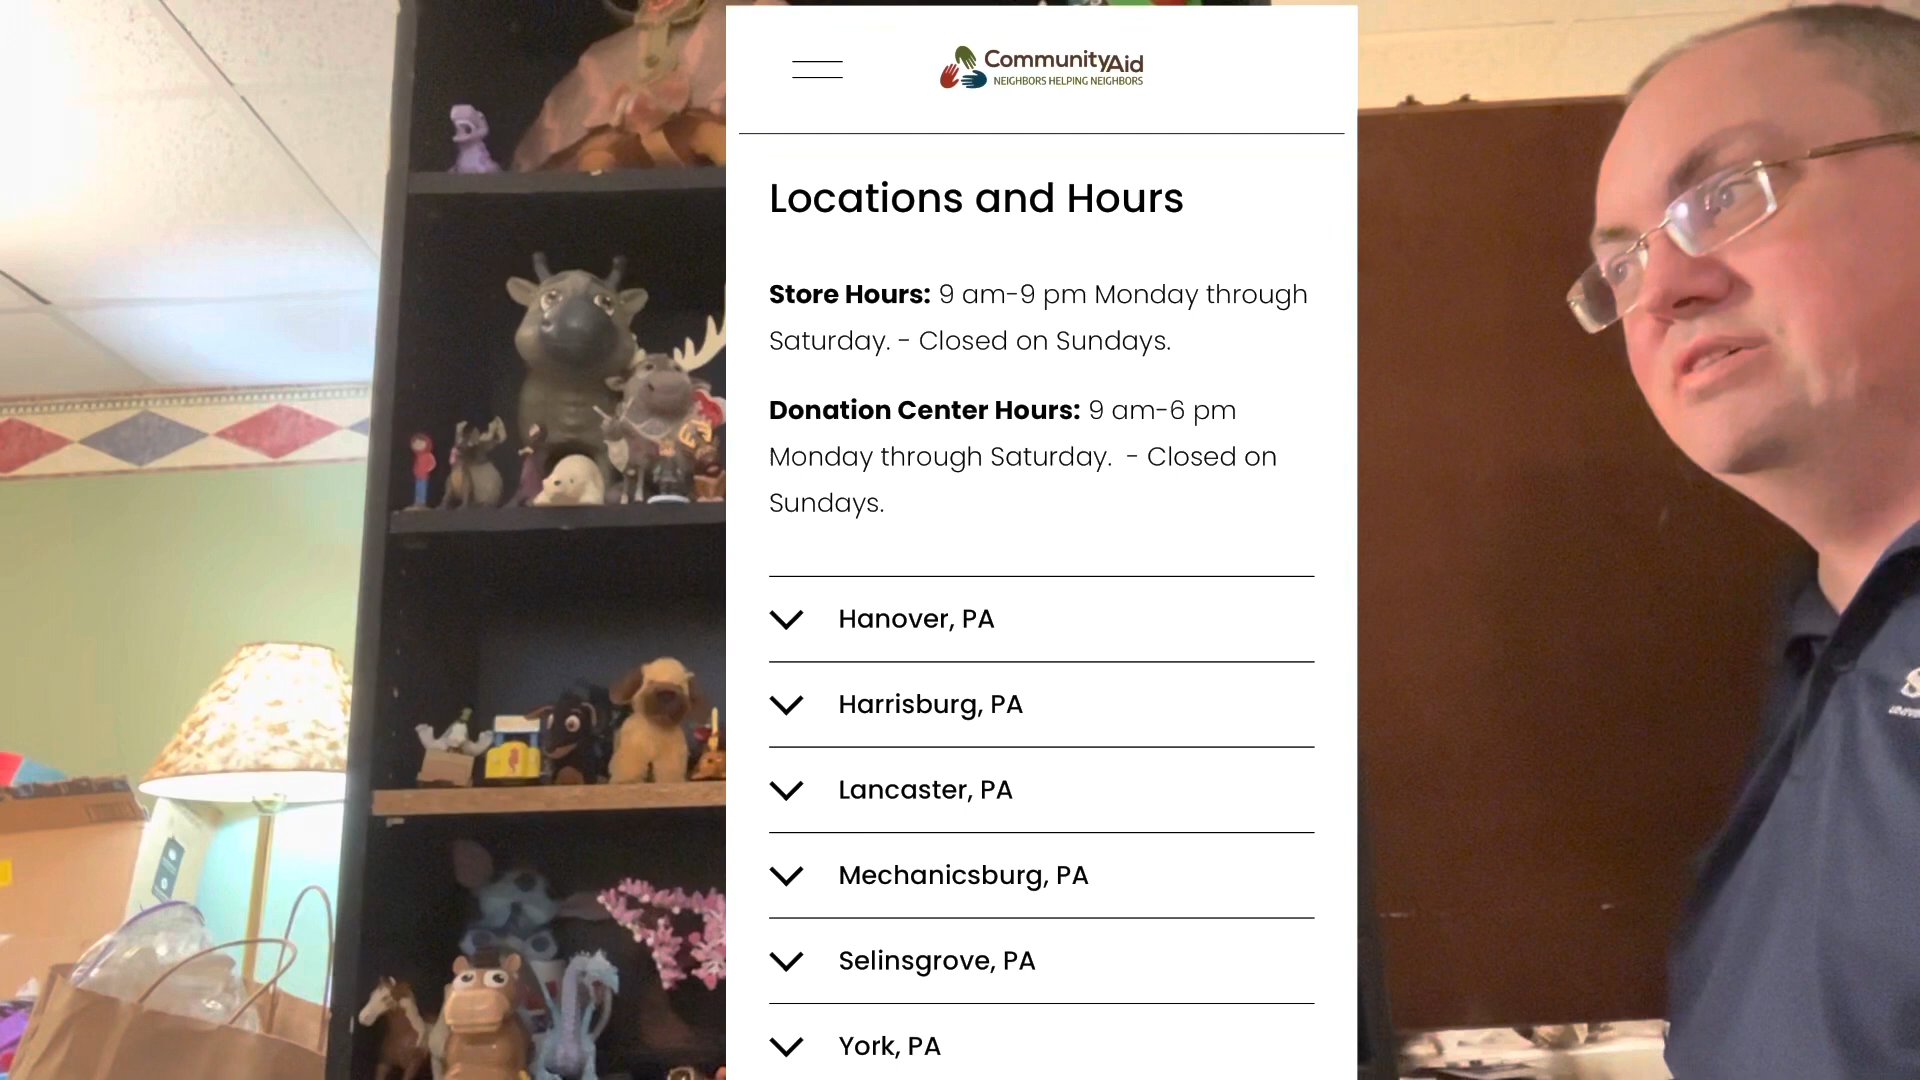 CommunityAid
NEIGHBORS HELPING NEIGHBORS
Locations and Hours
Store Hours: 9 am-9 pm Monday through
Saturday. - Closed on Sundays.
Donation Center Hours: 9 am-6 pm
Monday through Saturday.  - Closed on
Sundays.
Hanover, PA
Harrisburg, PA
Lancaster, PA
Mechanicsburg, PA
Selinsgrove, PA
York, PA